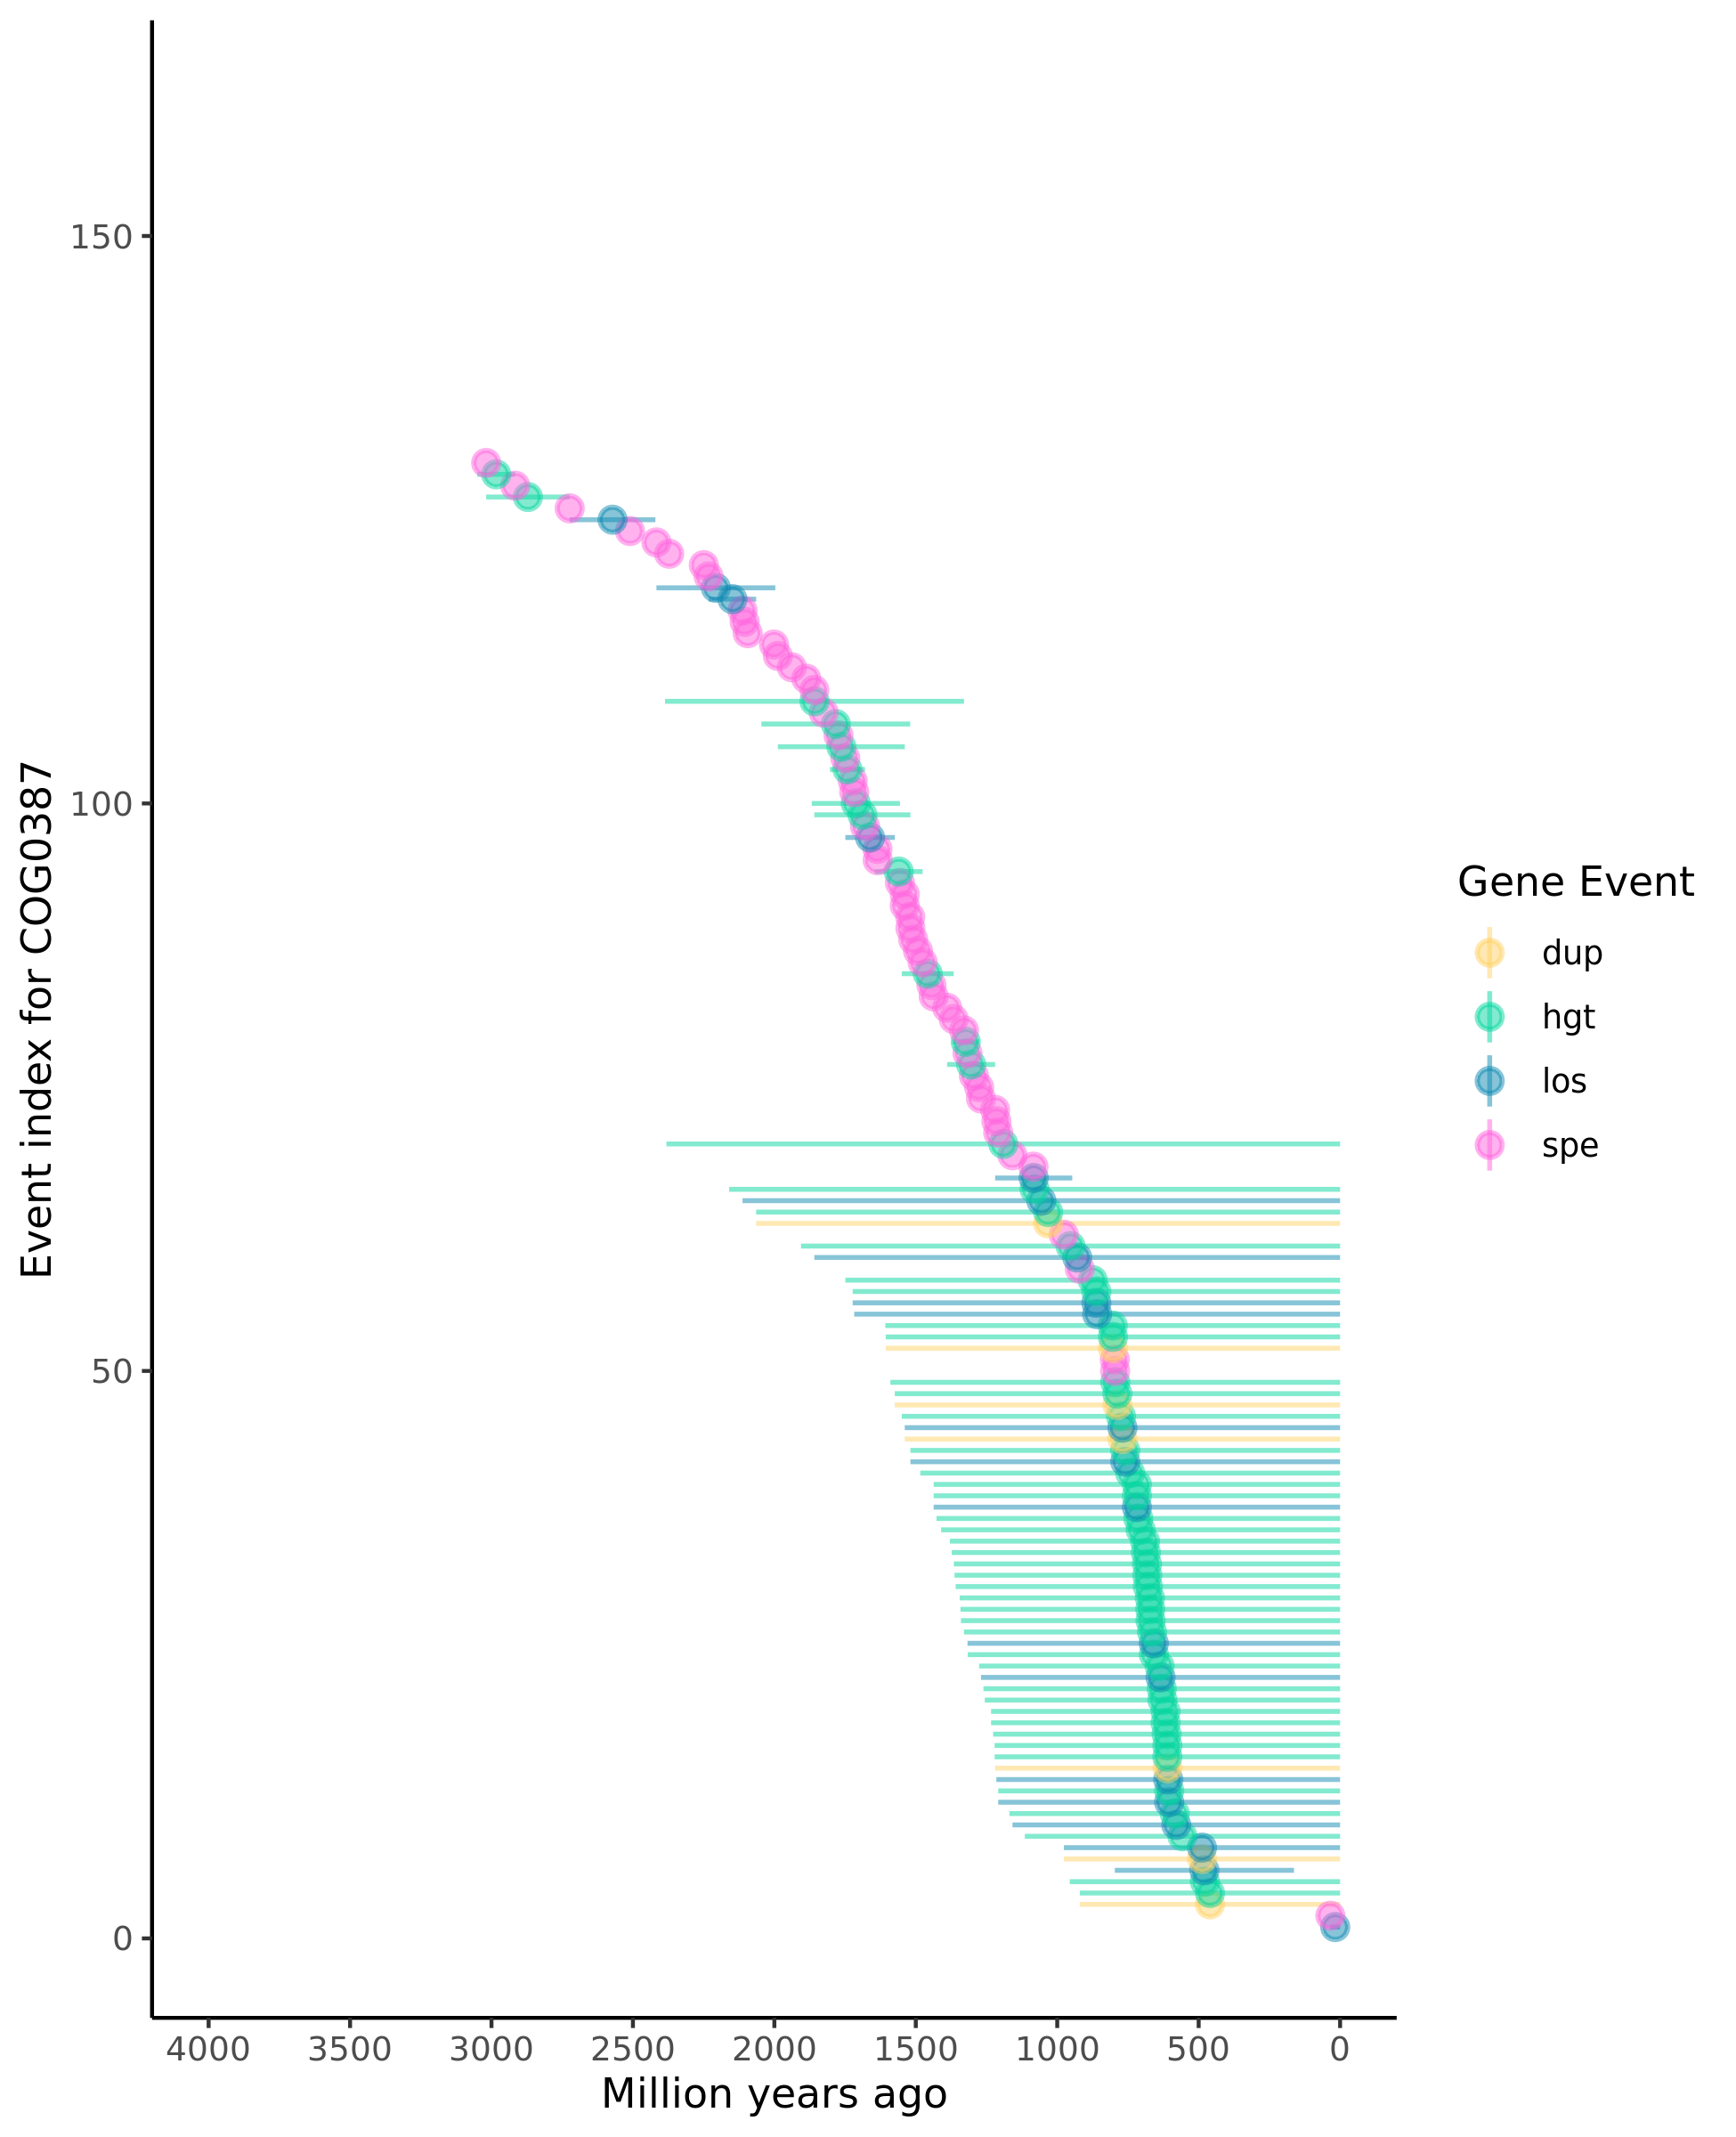 Event index for COG0387
150
100
50
0
4000 3500 3000 2500 2000 1500 1000 500 0
Million years ago
Gene Event
dup
hgt
los
spe